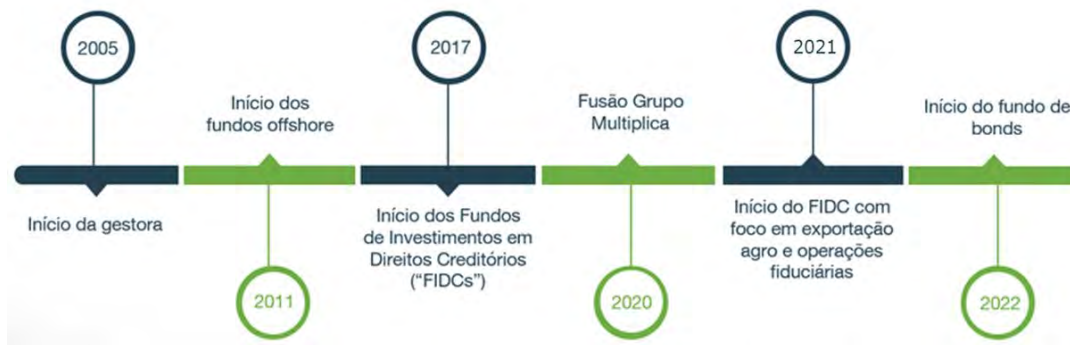 2005
Início da gestora
Início dos
fundos offshore
2011
2017
Início dos Fundos
de Investimentos em
Direitos Creditórios
(“FIDCs”)
Fusão Grupo
Multiplica
2020
2021
Início do FIDC com
foco em exportação
agro e operações
fiduciárias
Início do fundo de
bonds
2022